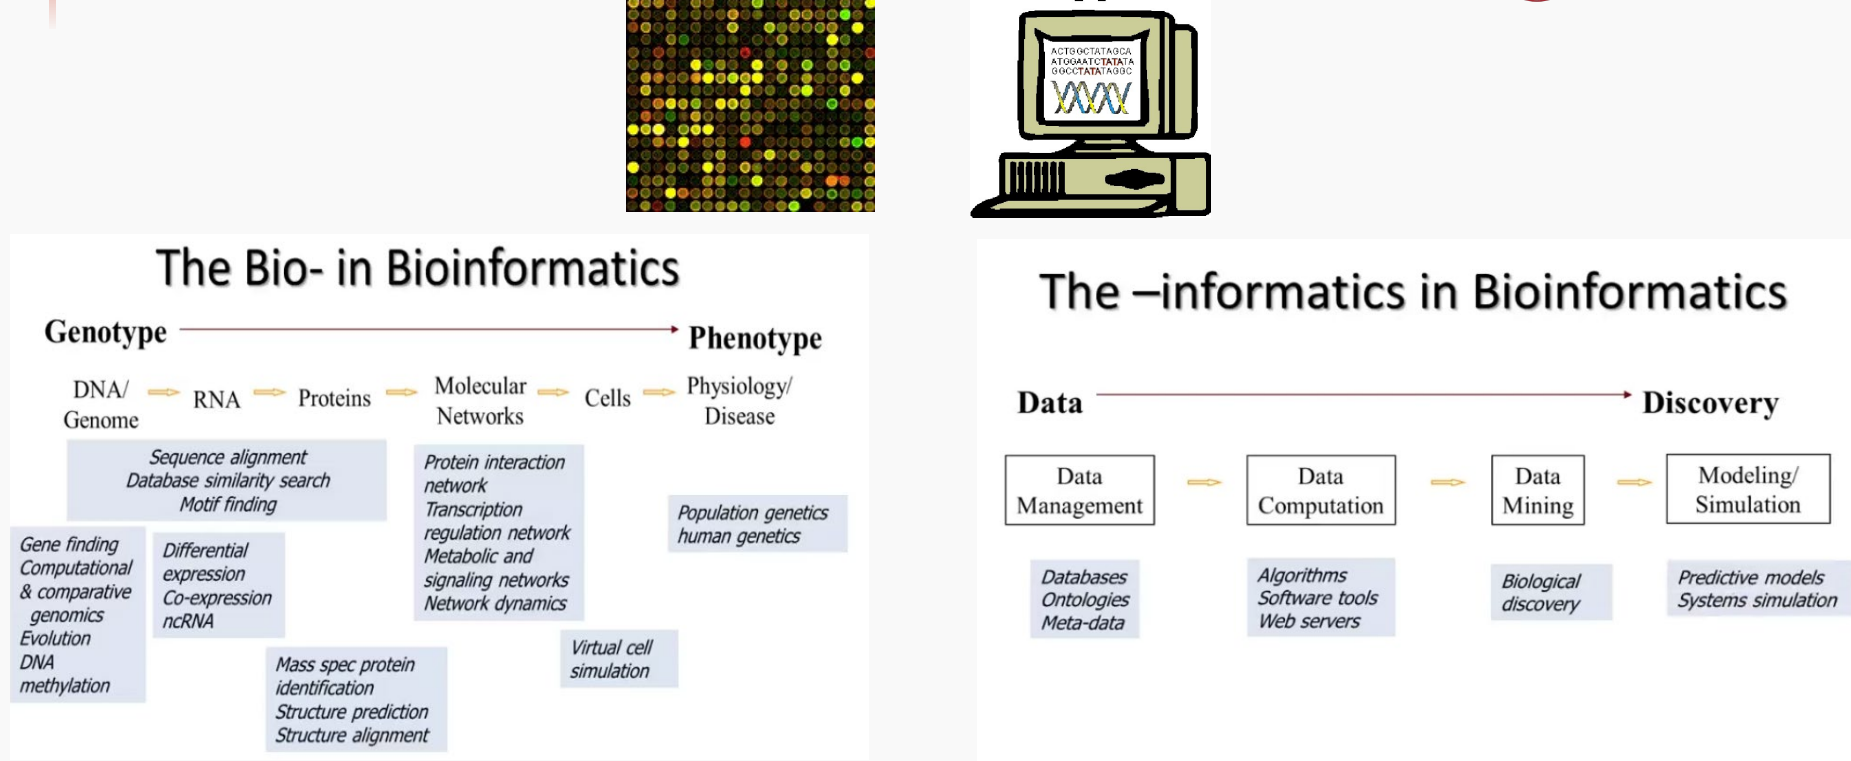 ACTGGCTATAGCA
ATGGAATCTATATA
GGCCTATATAGGC
The Bio- in Bioinformatics
Genotype
Phenotype
DNA/
Genome
RNA
Proteins
Molecular
Networks
Cells
Physiology/
Disease
Sequence alignment
Database similarity search
Motif finding
Gene finding
Computational
& comparative
genomics
Evolution
DNA
methylation
Differential
expression
Co-expression
ncRNA
Mass spec protein
identification
Structure prediction
Structure alignment
Protein interaction
network
Transcription
regulation network
Metabolic and
signaling networks
Network dynamics
Virtual cell
simulation
Population genetics
human genetics
The –informatics in Bioinformatics
Data
Discovery
Data
Management
Data
Computation
Data
Mining
Modeling/
Simulation
Databases
Ontologies
Meta-data
Algorithms
Software tools
Web servers
Biological
discovery
Predictive models
Systems simulation